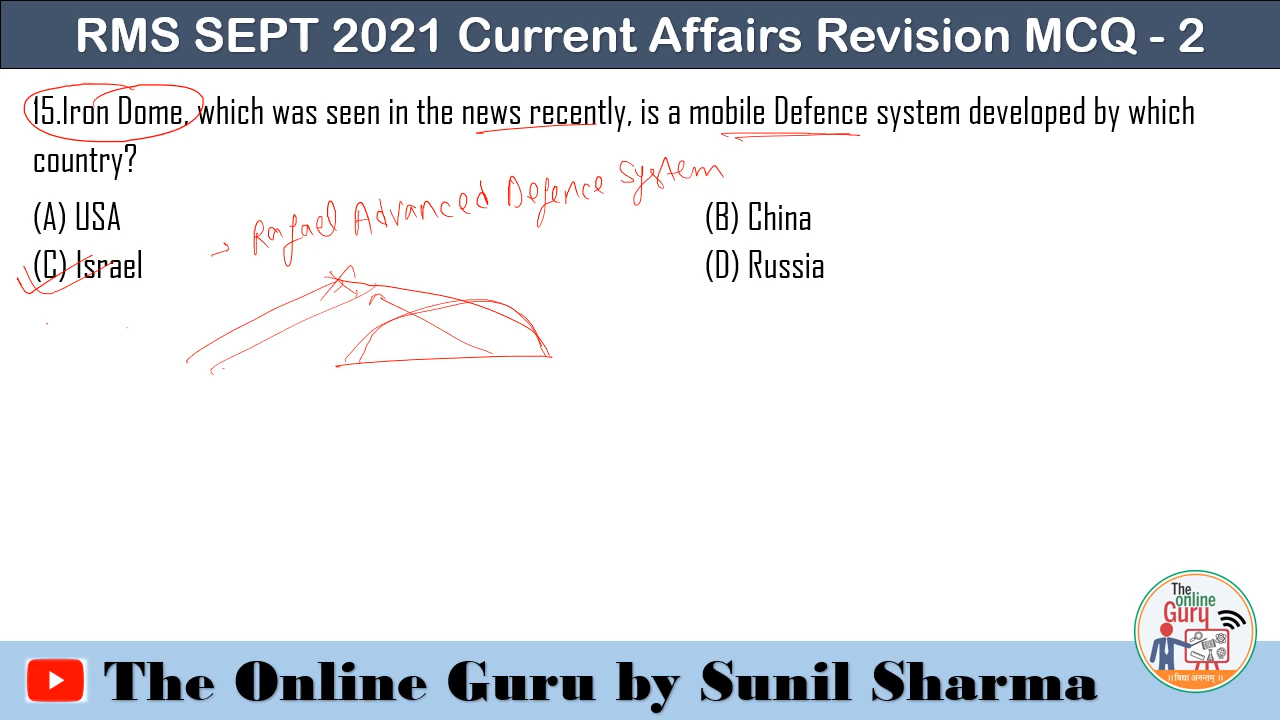 RMS SEPT 2021 Current Affairs Revision MCQ - 2
15.Iron Dome, which was seen in the news recently, is a mobile Defence system developed by which
country?
→ Rafael Advanced Defence System
(A) USA
(B) China
(C) Israel
(D) Russia
The
online
Guru
।। विद्या अनन्तम् ।।
The Online Guru by Sunil Sharma